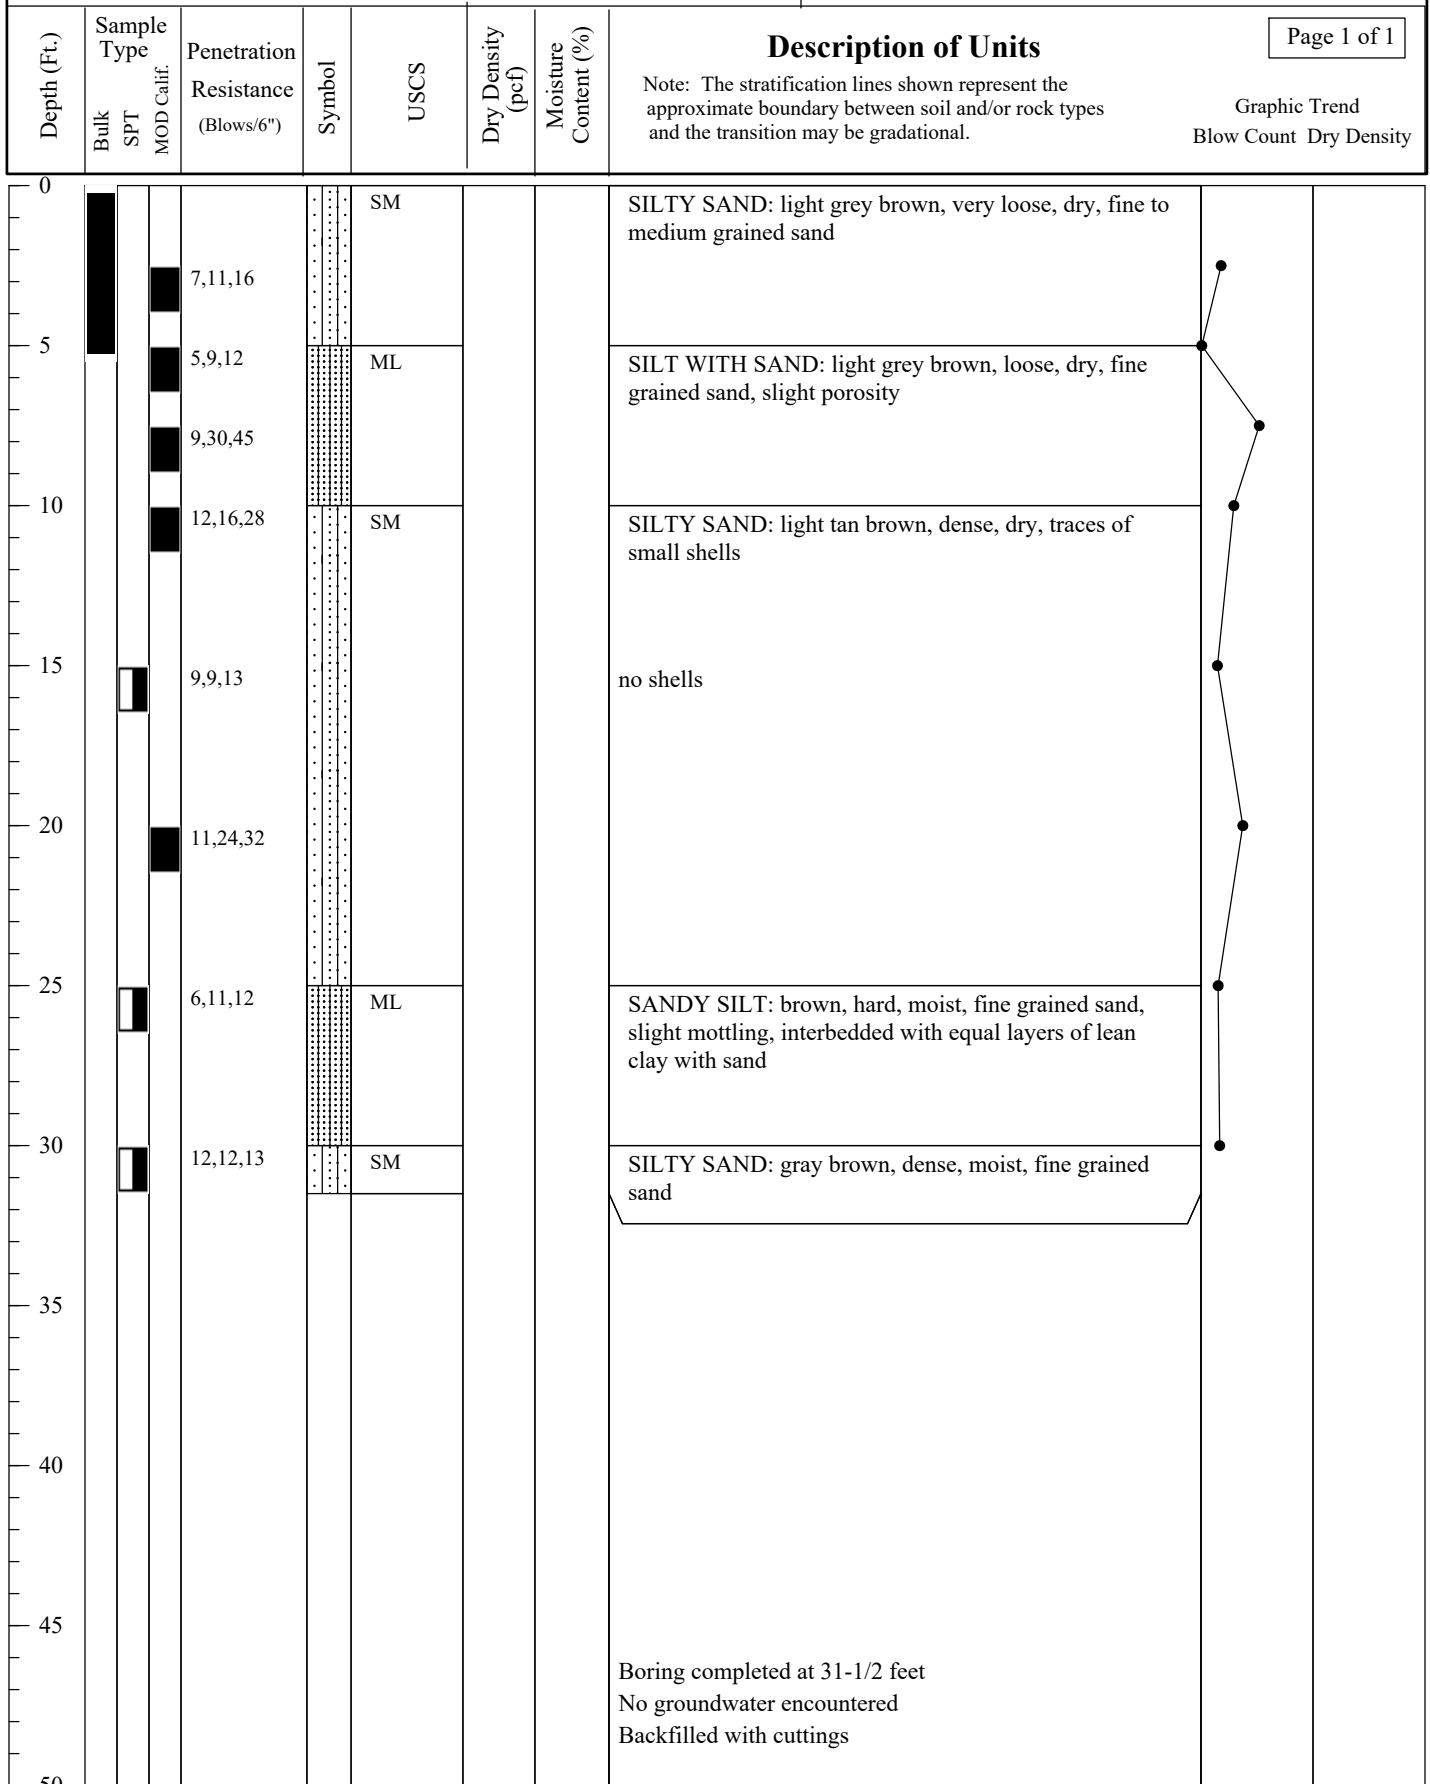 Depth (Ft.)
Sample
Type
Bulk
SPT
MOD Calif.
Penetration
Resistance
(Blows/6")
Symbol
USCS
Dry Density
(pcf)
Moisture
Content (%)
Description of Units
Note: The stratification lines shown represent the
approximate boundary between soil and/or rock types
and the transition may be gradational.
Page 1 of 1
Graphic Trend
Blow Count Dry Density
0
SM
SILTY SAND: light grey brown, very loose, dry, fine to
medium grained sand
7,11,16
5
5,9,12
ML
SILT WITH SAND: light grey brown, loose, dry, fine
grained sand, slight porosity
9,30,45
10
12,16,28
SM
SILTY SAND: light tan brown, dense, dry, traces of
small shells
15
9,9,13
no shells
20
11,24,32
25
6,11,12
ML
SANDY SILT: brown, hard, moist, fine grained sand,
slight mottling, interbedded with equal layers of lean
clay with sand
30
12,12,13
SM
SILTY SAND: gray brown, dense, moist, fine grained
sand
35
40
45
Boring completed at 31-1/2 feet
No groundwater encountered
Backfilled with cuttings
50